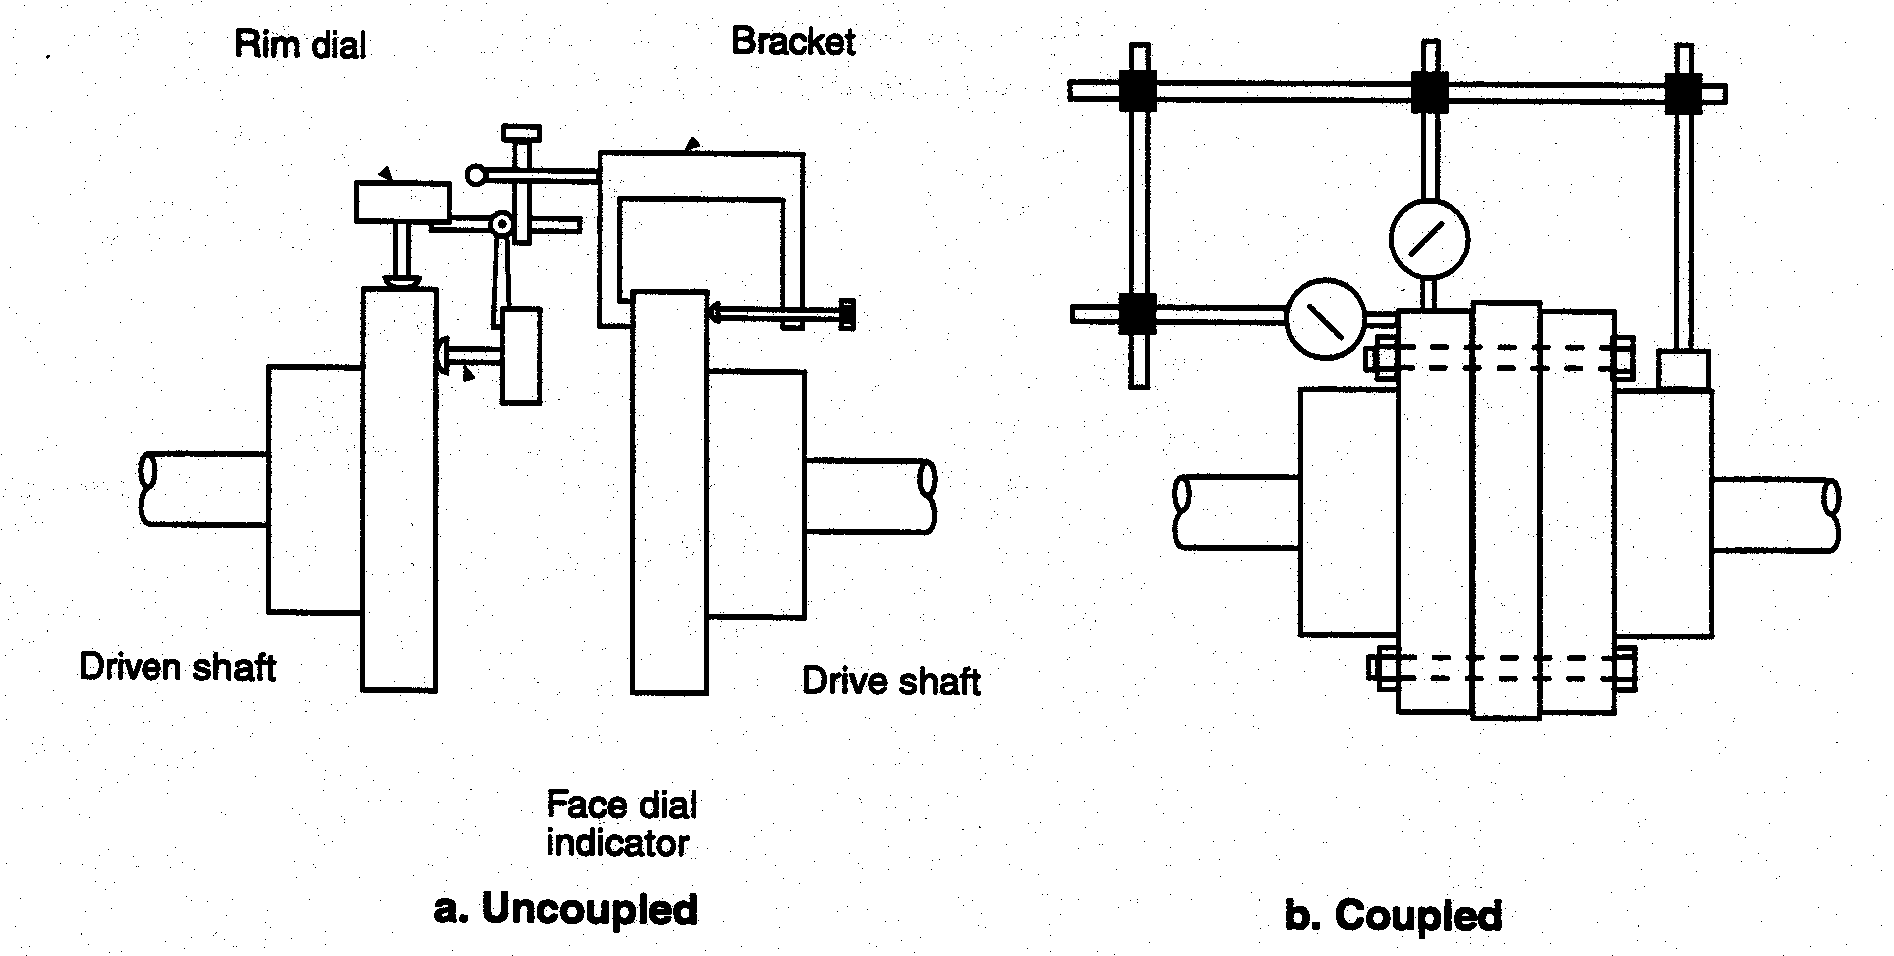 Rim dial
Bracket
Driven shaft
Drive shaft
Face dial
indicator
a. Uncoupled
b. Coupled